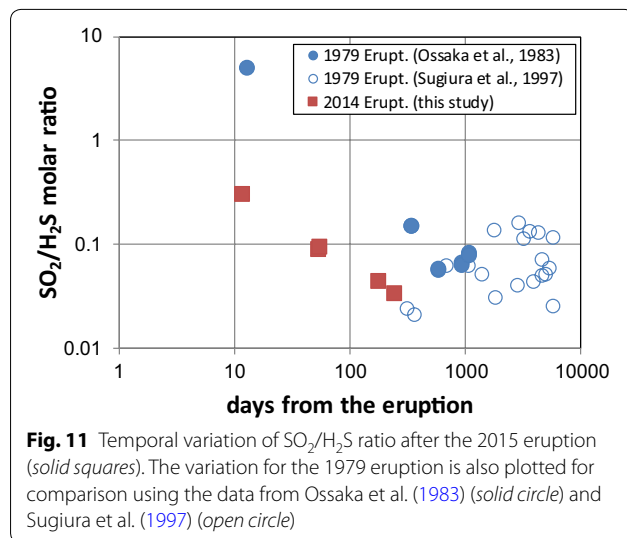 10
1
0.1
0.01
SO₂/H₂S molar ratio
1979 Erupt. (Ossaka et al., 1983)
1979 Erupt. (Sugiura et al., 1997)
2014 Erupt. (this study)
1 10 100 1000 10000
days from the eruption
Fig. 11 Temporal variation of SO₂/H₂S ratio after the 2015 eruption
(solid squares). The variation for the 1979 eruption is also plotted for
comparison using the data from Ossaka et al. (1983) (solid circle) and
Sugiura et al. (1997) (open circle)